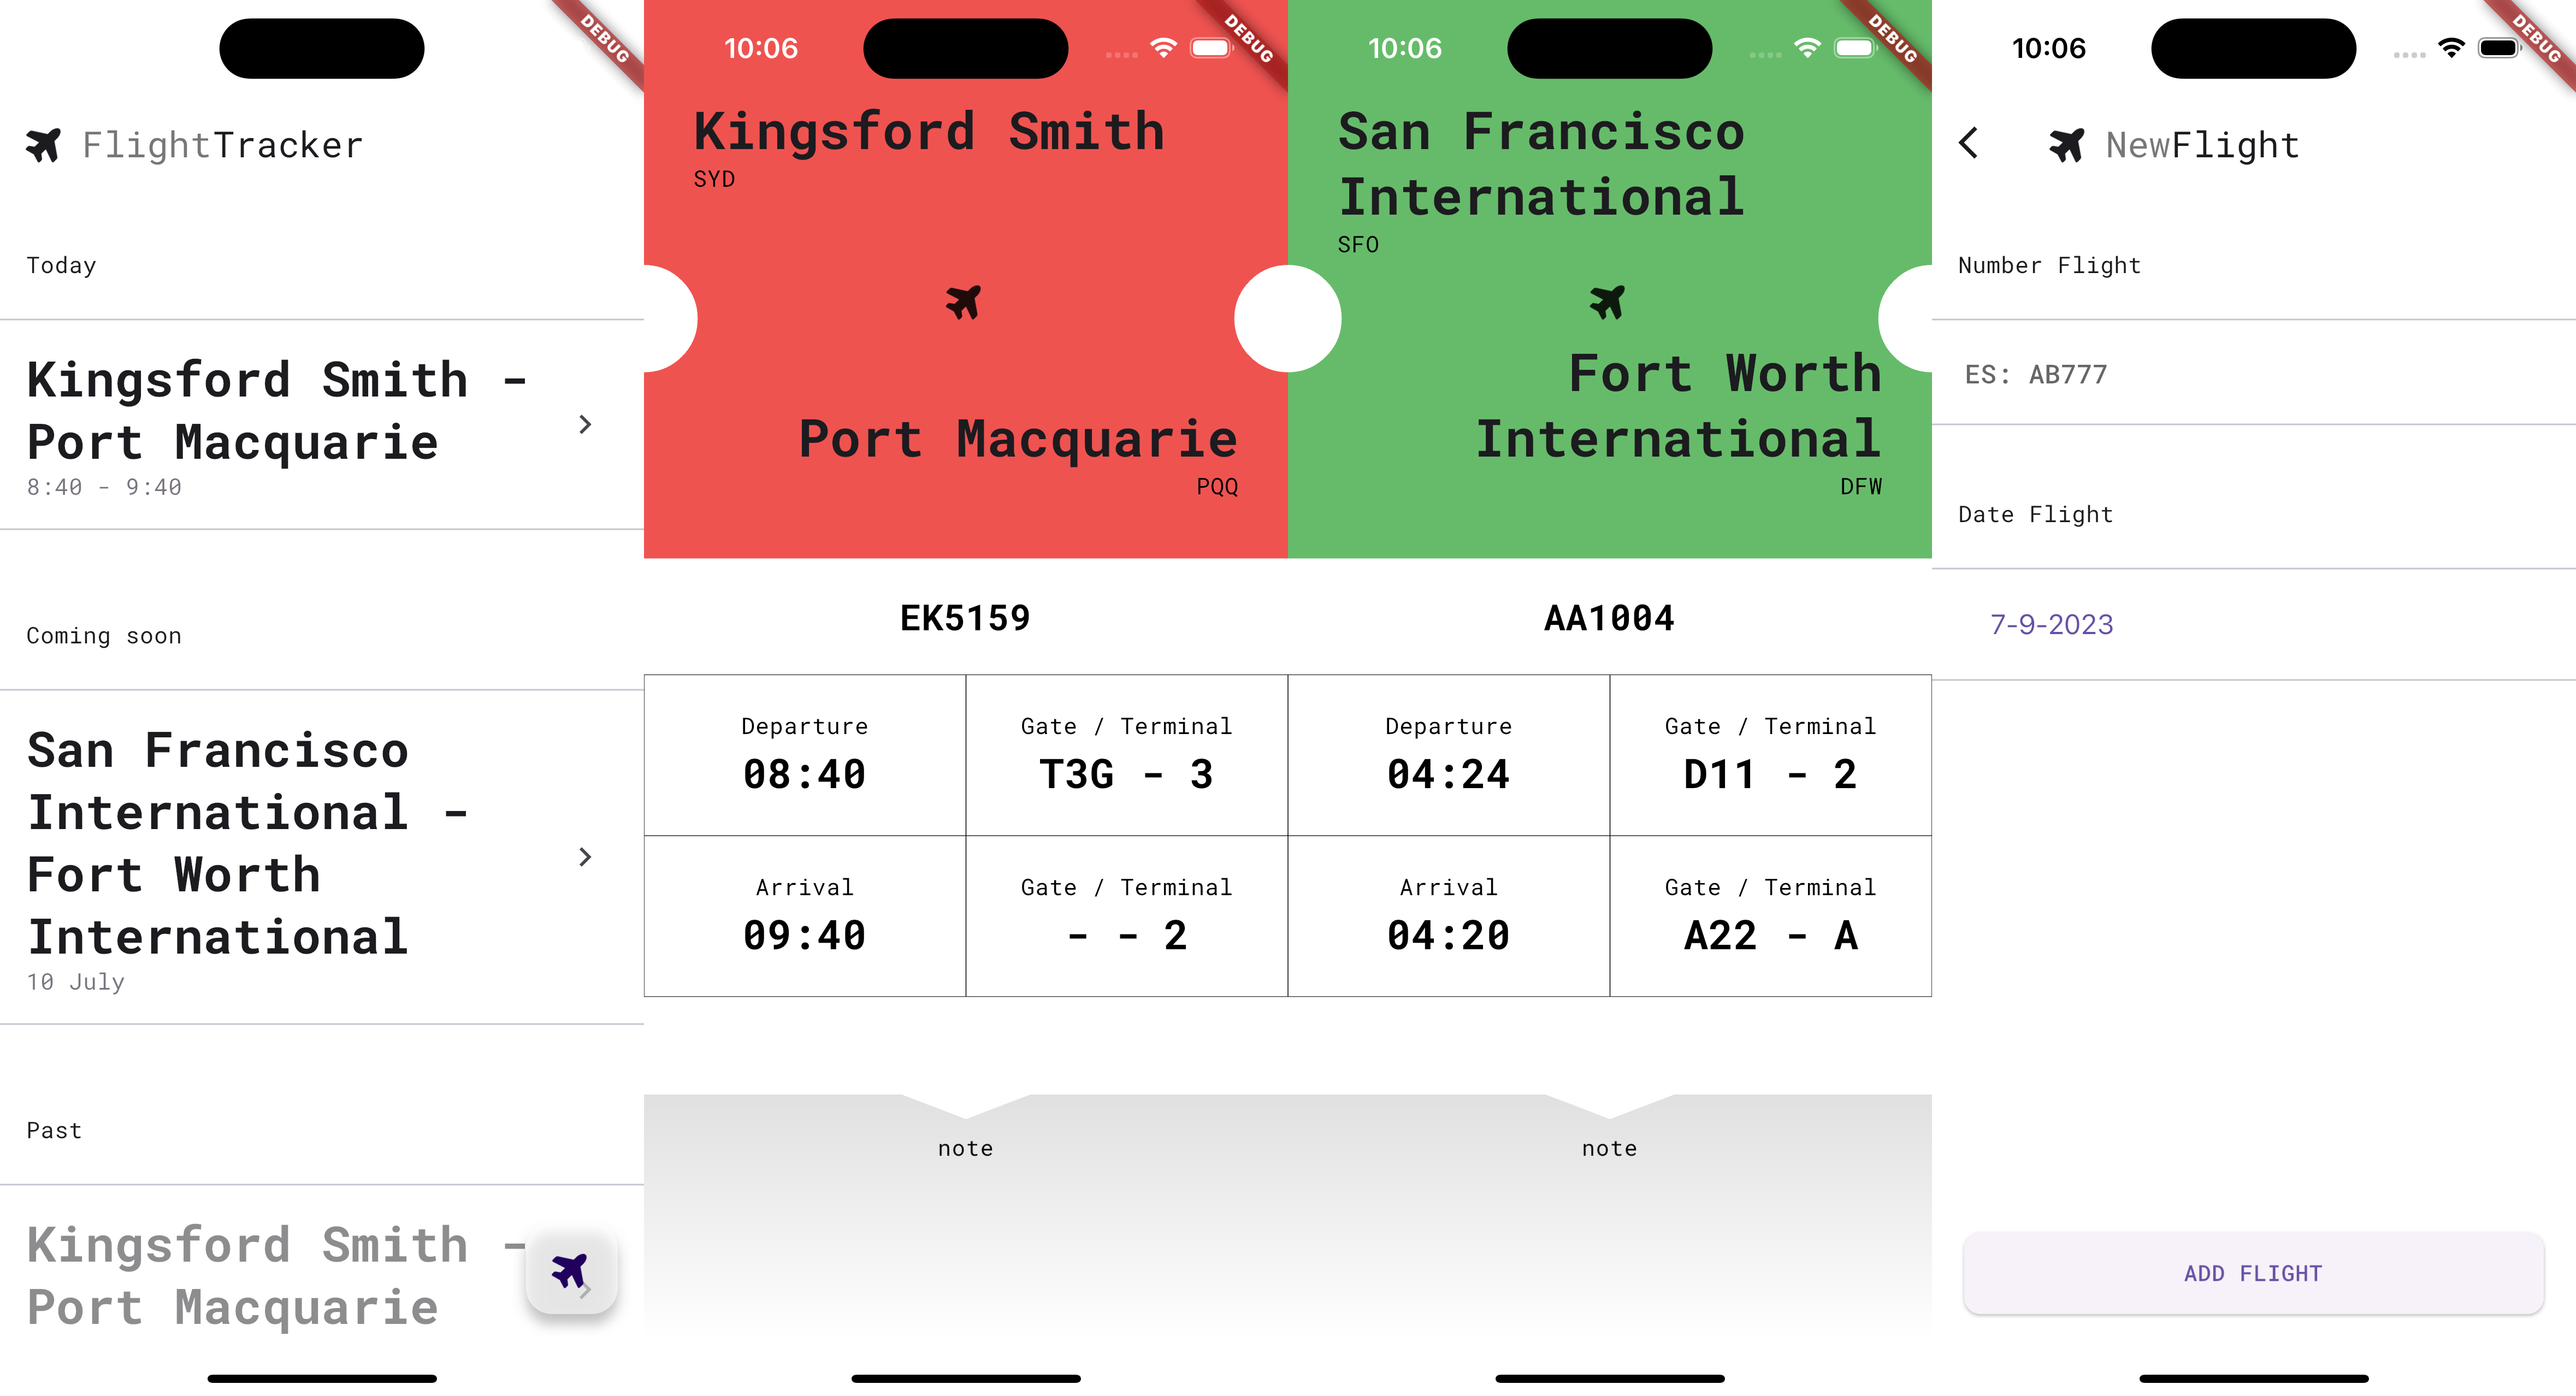 DEBUG
FlightTracker
Today
Kingsford Smith -
Port Macquarie
8:40 - 9:40
Coming soon
San Francisco
International -
Fort Worth
International
10 July
Past
Kingsford Smith -
Port Macquarie
10:06
DEBUG
Kingsford Smith
SYD
Port Macquarie
PQQ
EK5159
Departure
08:40
Gate / Terminal
T3G - 3
Arrival
09:40
Gate / Terminal
- - 2
note
10:06
DEBUG
San Francisco
International
SFO
Fort Worth
International
DFW
AA1004
Departure
04:24
Gate / Terminal
D11 - 2
Arrival
04:20
Gate / Terminal
A22 - A
note
10:06
DEBUG
NewFlight
Number Flight
ES: AB777
Date Flight
7-9-2023
ADD FLIGHT